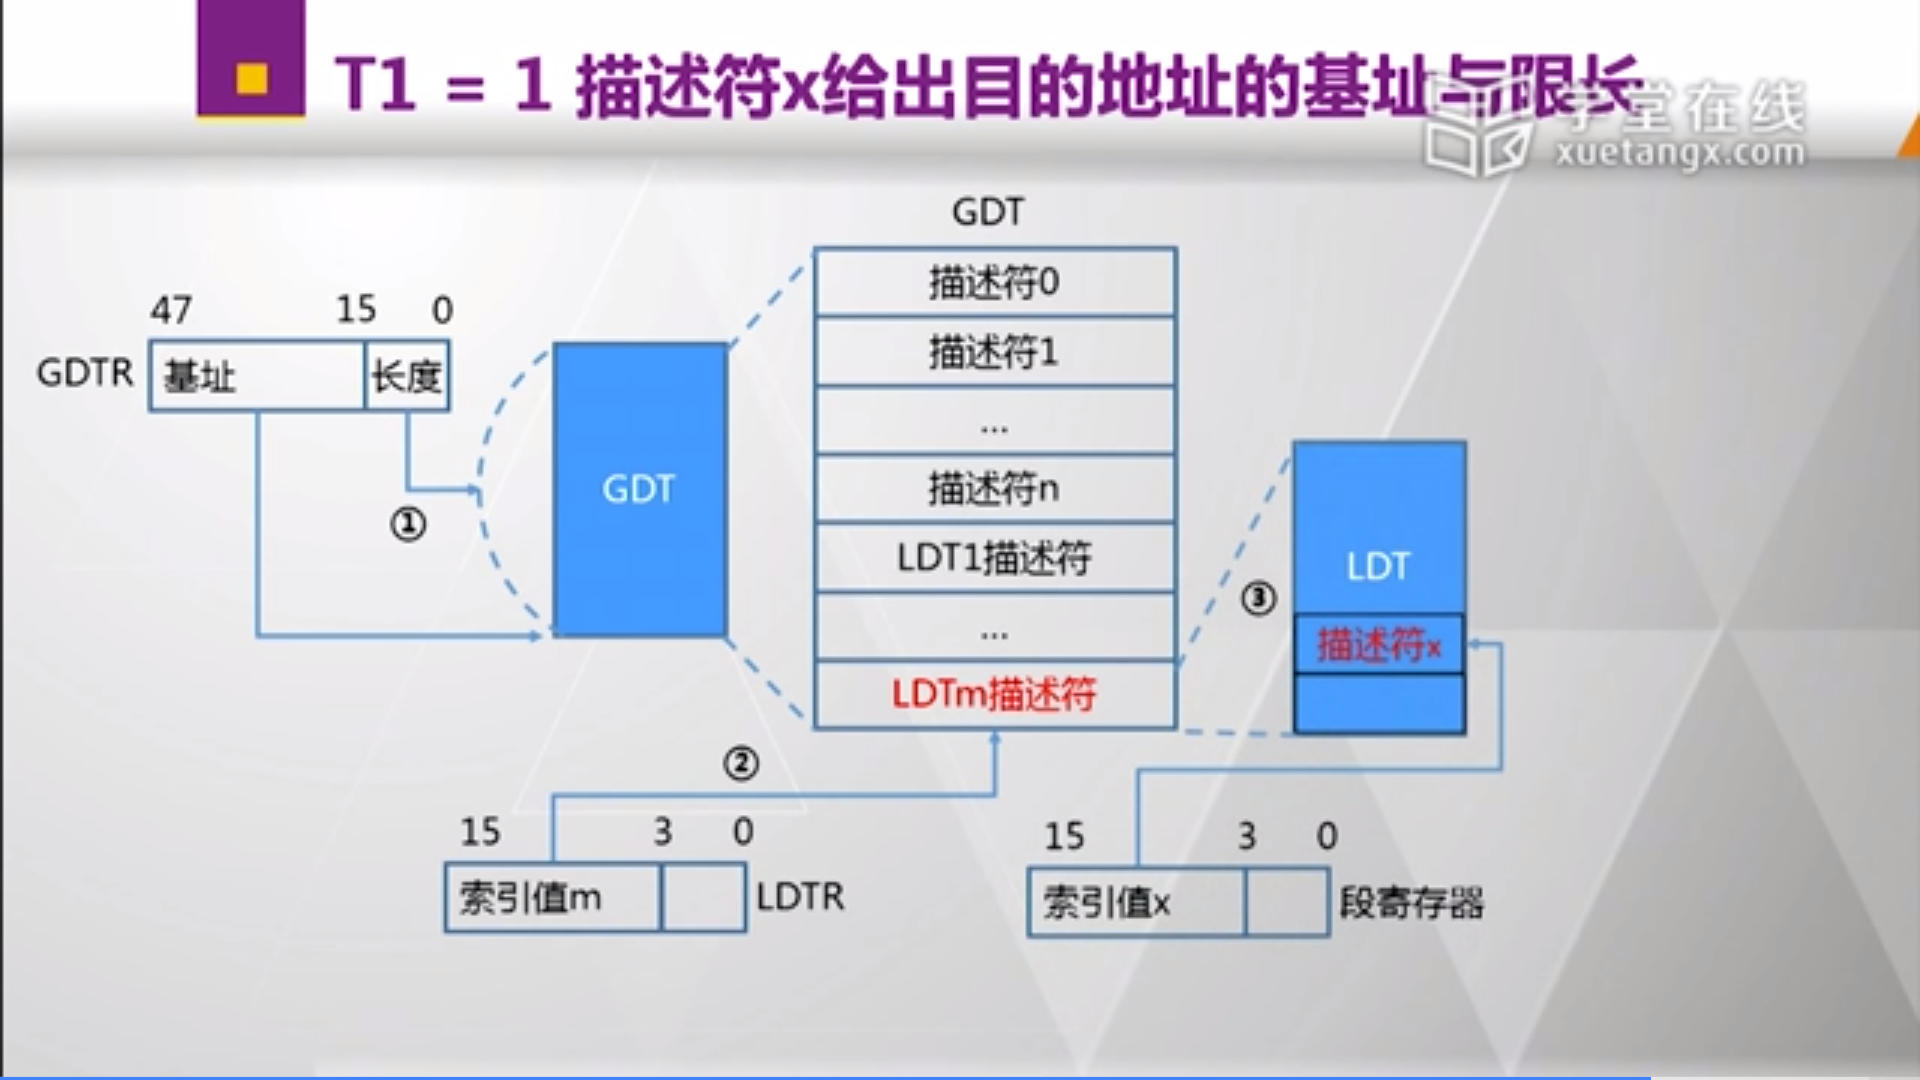 T1 = 1 描述符x给出目的地址的基址与限长
学堂在线
xuetangx.com
GDT
描述符0
描述符1
...
描述符n
LDT1描述符
...
LDTm描述符
47 15 0
GDTR 基址 长度
①
GDT
②
③
LDT
描述符x
15 3 0
索引值m LDTR
15 3 0
索引值x 段寄存器